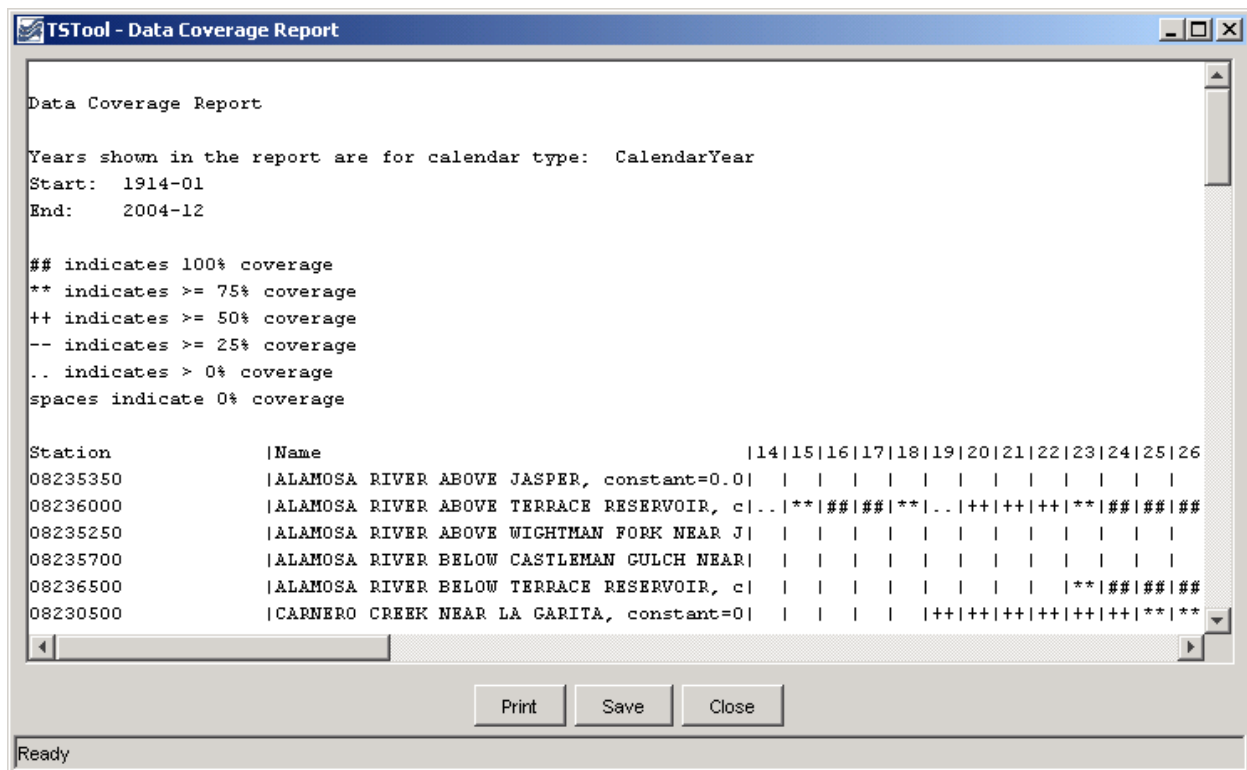 TSTool - Data Coverage Report
Data Coverage Report
Years shown in the report are for calendar type:  CalendarYear
Start:  1914-01
End:    2004-12
## indicates 100% coverage
** indicates >= 75% coverage
++ indicates >= 50% coverage
-- indicates >= 25% coverage
.. indicates > 0% coverage
spaces indicate 0% coverage
Station             |Name                                    |14|15|16|17|18|19|20|21|22|23|24|25|26
08235350            |ALAMOSA RIVER ABOVE JASPER, constant=0.0|  |  |  |  |  |  |  |  |  |  |  |  |
08236000            |ALAMOSA RIVER ABOVE TERRACE RESERVOIR, c|..|**|##|##|**|..|++|++|++|**|##|##|##
08235250            |ALAMOSA RIVER ABOVE WIGHTMAN FORK NEAR J|  |  |  |  |  |  |  |  |  |  |  |  |
08235700            |ALAMOSA RIVER BELOW CASTLEMAN GULCH NEAR|  |  |  |  |  |  |  |  |  |  |  |  |
08236500            |ALAMOSA RIVER BELOW TERRACE RESERVOIR, c|  |  |  |  |  |  |  |  |  |**|##|##|##
08230500            |CARNERO CREEK NEAR LA GARITA, constant=0|  |  |  |  |  |++|++|++|++|++|++|**|**
Print Save Close
Ready